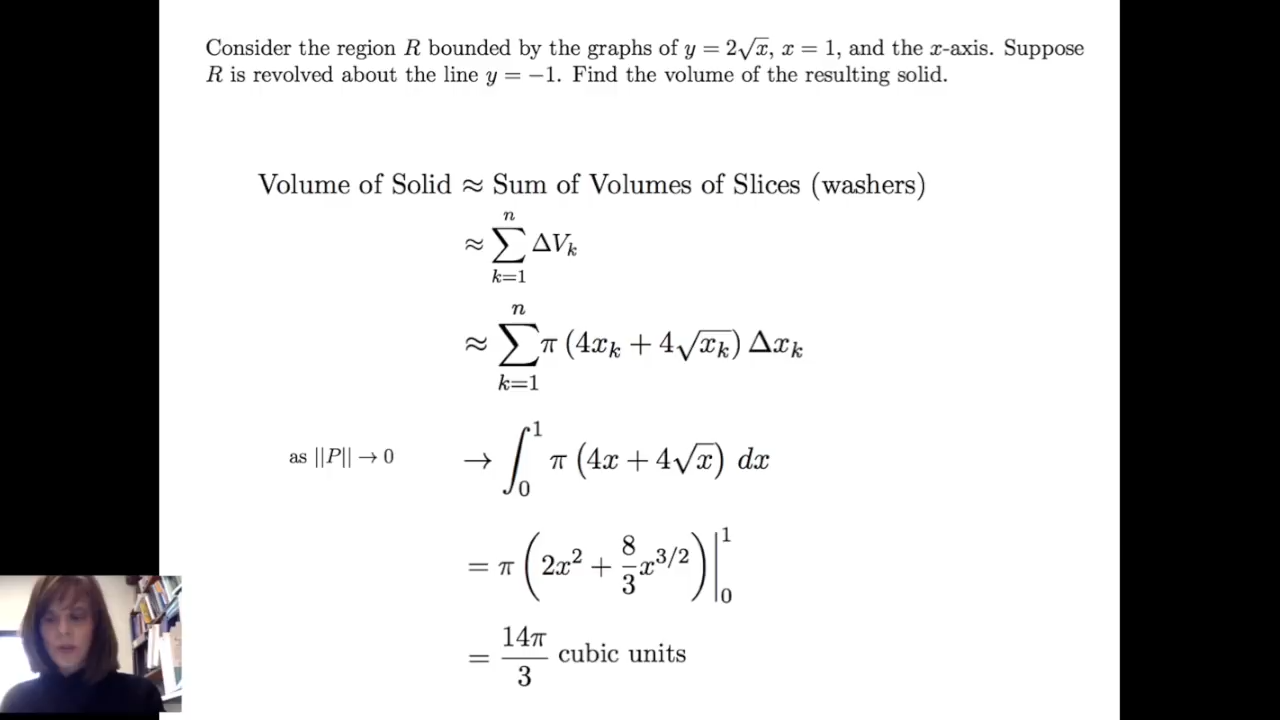 Consider the region R bounded by the graphs of y = 2√x, x = 1, and the x-axis. Suppose
R is revolved about the line y = −1. Find the volume of the resulting solid.
Volume of Solid ≈ Sum of Volumes of Slices (washers)
≈ ∑_{k=1}^{n} ΔV_k
≈ ∑_{k=1}^{n} π (4x_k + 4√x_k) Δx_k
as ||P|| → 0 → ∫_0^1 π (4x + 4√x) dx
= π (2x² + 8/3 x^{3/2}) |_0^1
= 14π/3 cubic units